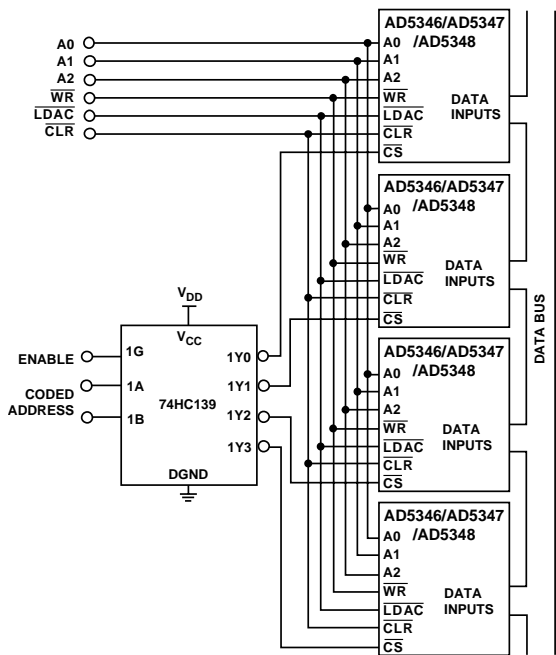 A0
A1
A2
WR
LDAC
CLR
AD5346/AD5347
/AD5348
A0
A1
A2
WR
LDAC
CLR
CS
DATA
INPUTS
AD5346/AD5347
/AD5348
A0
A1
A2
WR
LDAC
CLR
CS
DATA
INPUTS
DATA BUS
VDD
VCC
ENABLE
CODED
ADDRESS
1G
1A
1B
74HC139
1Y0
1Y1
1Y2
1Y3
DGND
AD5346/AD5347
/AD5348
A0
A1
A2
WR
LDAC
CLR
CS
DATA
INPUTS
AD5346/AD5347
/AD5348
A0
A1
A2
WR
LDAC
CLR
CS
DATA
INPUTS